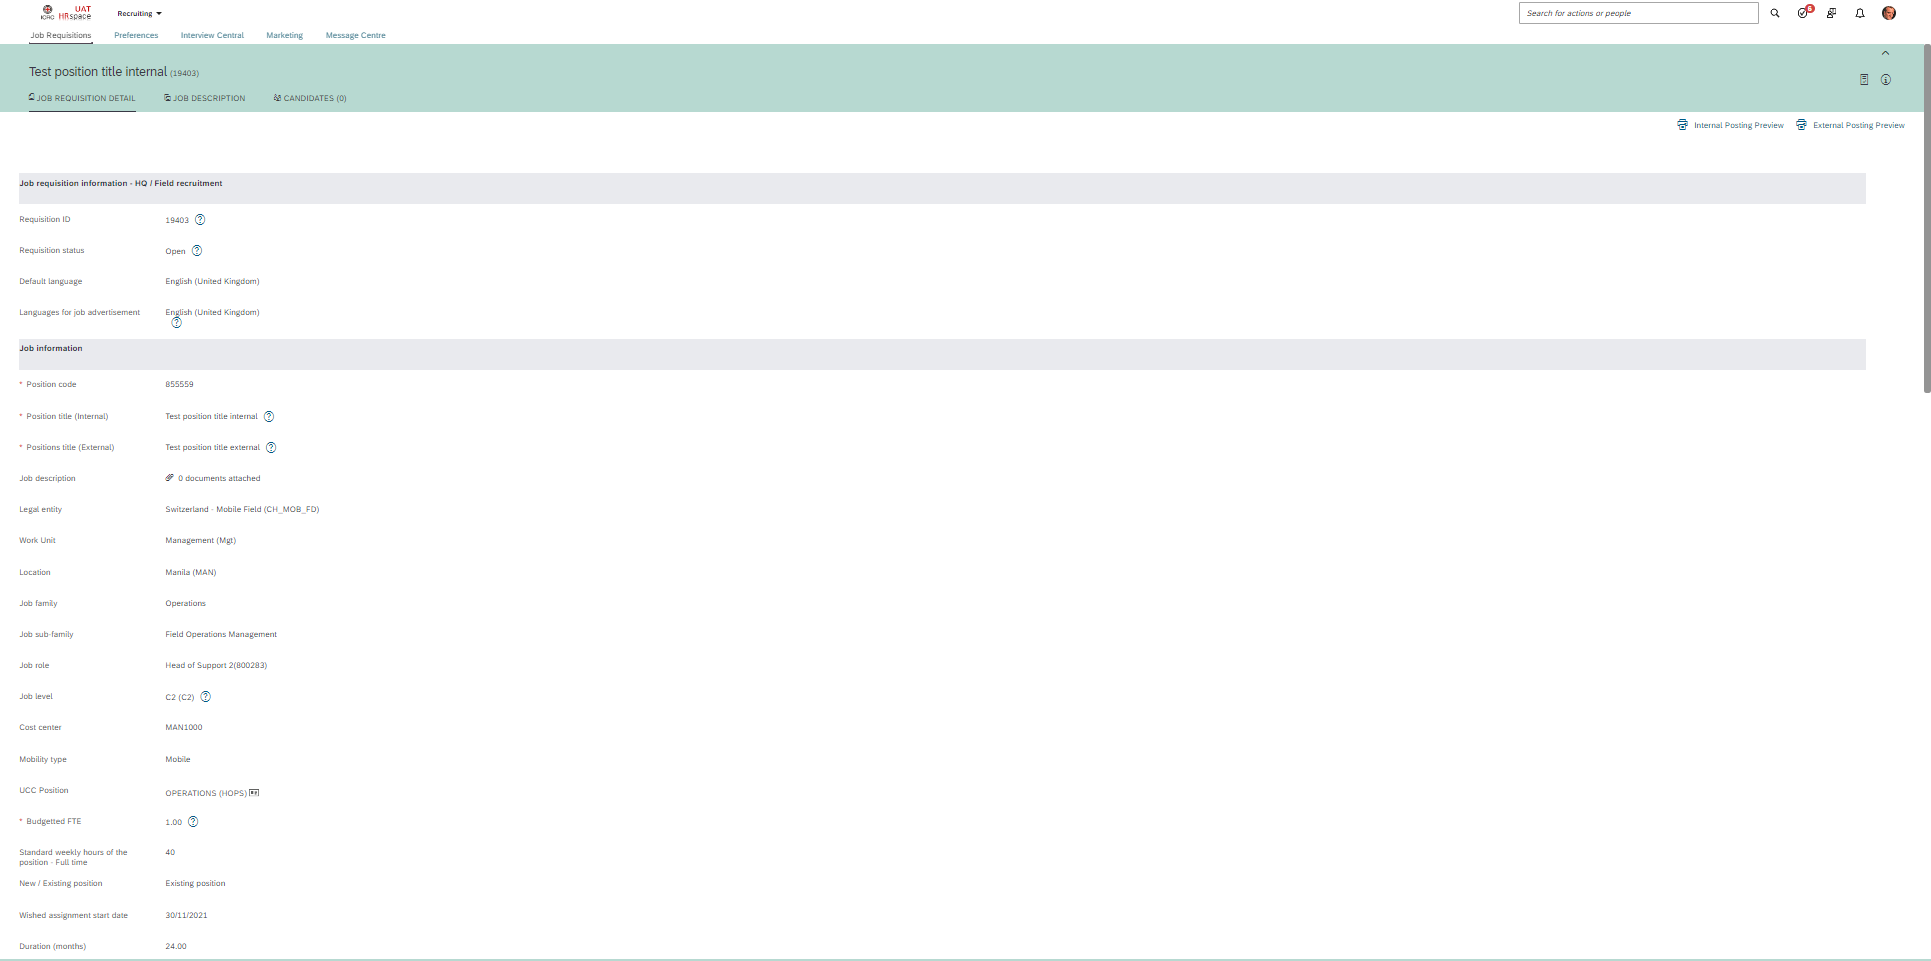 ICRC UAT HRspace Recruiting Search for actions or people 6
Job Requisitions Preferences Interview Central Marketing Message Centre
Test position title internal (19403)
JOB REQUISITION DETAIL JOB DESCRIPTION CANDIDATES (0)
Internal Posting Preview External Posting Preview
Job requisition information - HQ / Field recruitment
Requisition ID 19403
Requisition status Open
Default language English (United Kingdom)
Languages for job advertisement English (United Kingdom)
Job information
* Position code 855559
* Position title (Internal) Test position title internal
* Positions title (External) Test position title external
Job description 0 documents attached
Legal entity Switzerland - Mobile Field (CH_MOB_FD)
Work Unit Management (Mgt)
Location Manila (MAN)
Job family Operations
Job sub-family Field Operations Management
Job role Head of Support 2(800283)
Job level C2 (C2)
Cost center MAN1000
Mobility type Mobile
UCC Position OPERATIONS (HOPS)
* Budgetted FTE 1.00
Standard weekly hours of the 40
position - Full time
New / Existing position Existing position
Wished assignment start date 30/11/2021
Duration (months) 24.00